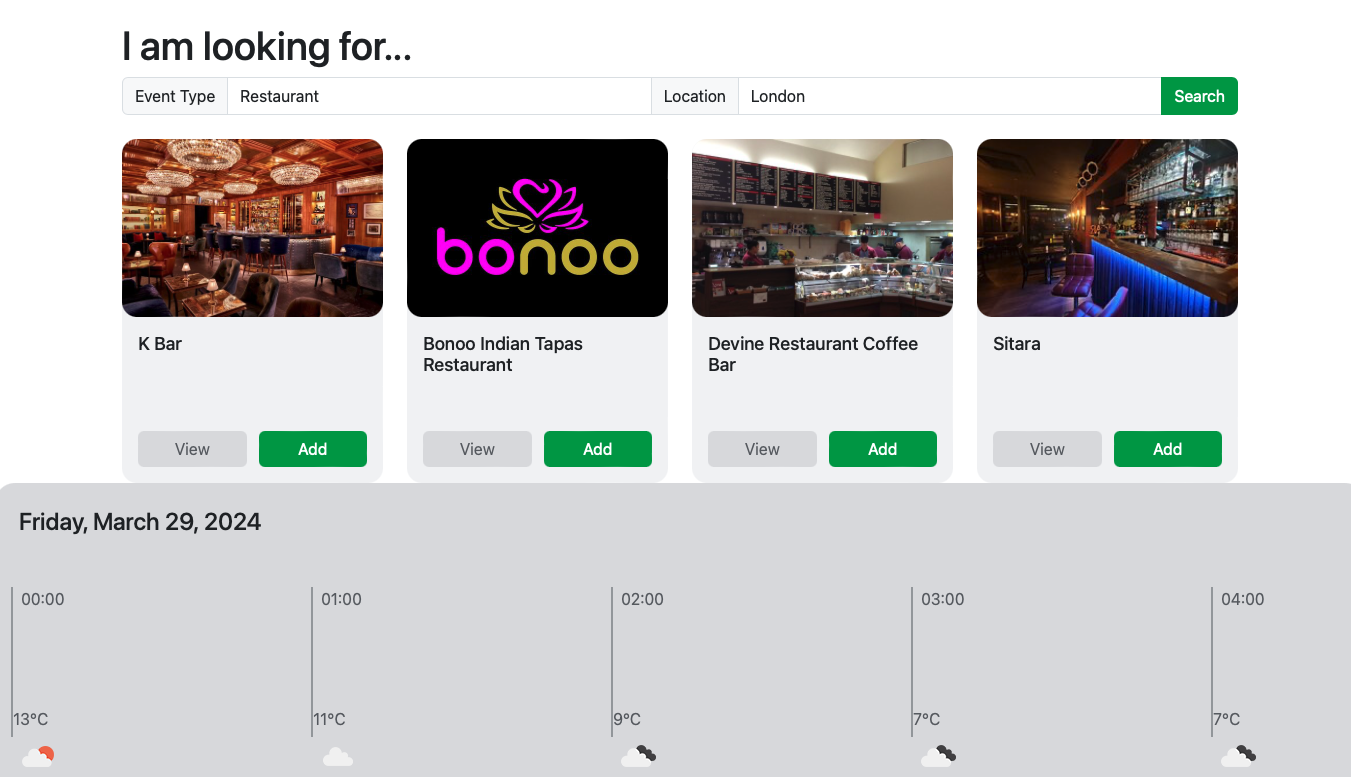 I am looking for...
Event Type Restaurant Location London Search
bonoo
K Bar
Bonoo Indian Tapas
Restaurant
Devine Restaurant Coffee
Bar
Sitara
View Add View Add View Add View Add
Friday, March 29, 2024
00:00 01:00 02:00 03:00 04:00
13°C 11°C 9°C 7°C 7°C